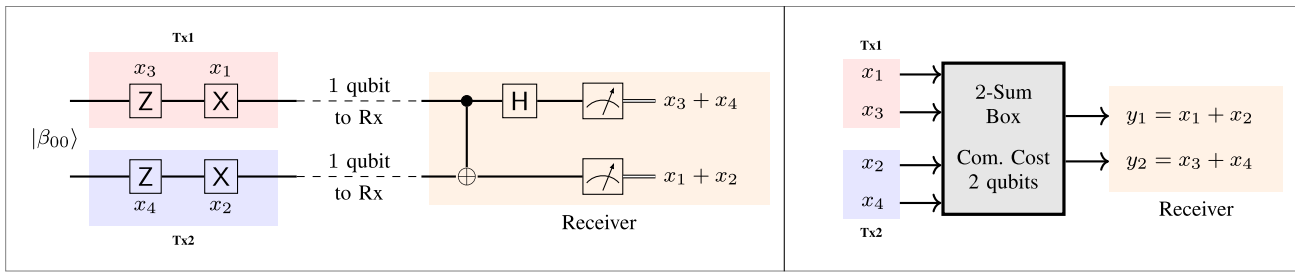 Tx1
x₃ x₁
Z X
1 qubit
to Rx
H
x₃ + x₄
|β₀₀⟩
Z X
x₄ x₂
Tx2
1 qubit
to Rx
x₁ + x₂
Receiver
Tx1
x₁
x₃
x₂
x₄
Tx2
2-Sum
Box
Com. Cost
2 qubits
y₁ = x₁ + x₂
y₂ = x₃ + x₄
Receiver